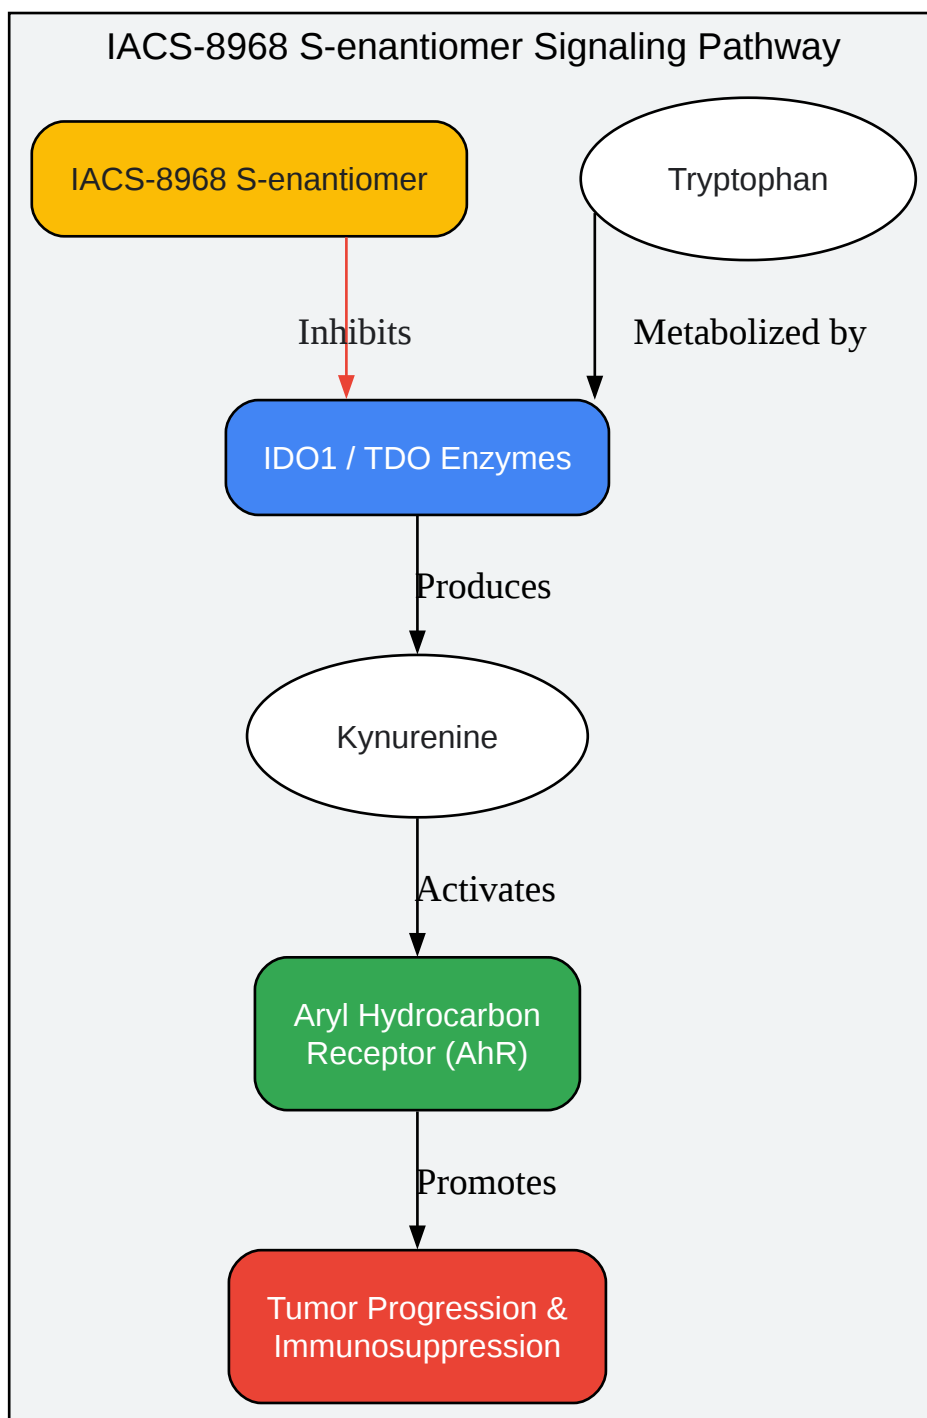 IACS-8968 S-enantiomer Signaling Pathway
IACS-8968 S-enantiomer
Tryptophan
Inhibits
Metabolized by
IDO1 / TDO Enzymes
Produces
Kynurenine
Activates
Aryl Hydrocarbon
Receptor (AhR)
Promotes
Tumor Progression &
Immunosuppression